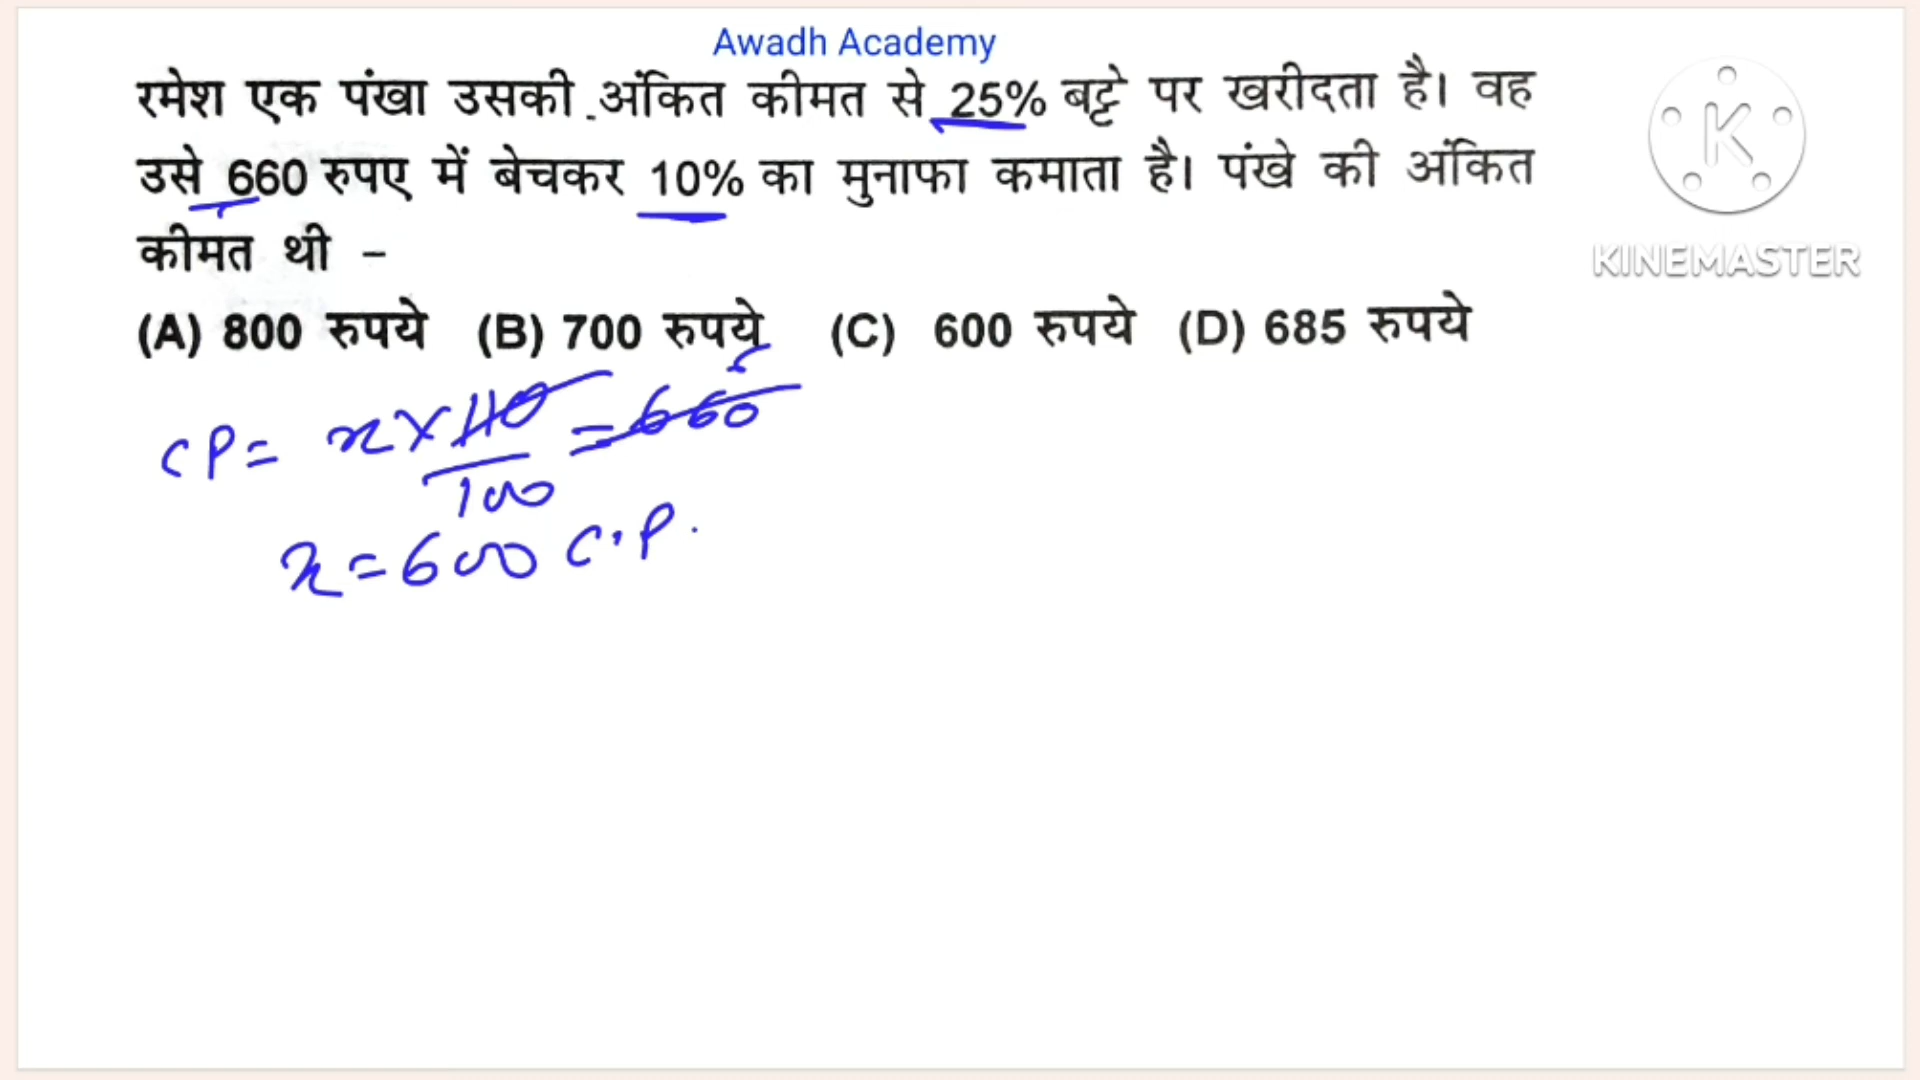 Awadh Academy
रमेश एक पंखा उसकी अंकित कीमत से 25% बट्टे पर खरीदता है। वह
उसे 660 रुपए में बेचकर 10% का मुनाफा कमाता है। पंखे की अंकित
कीमत थी –
(A) 800 रुपये (B) 700 रुपये (C) 600 रुपये (D) 685 रुपये
K
KINEMASTER
6
CP = x × 110 = 660
100
x = 600 C.P.